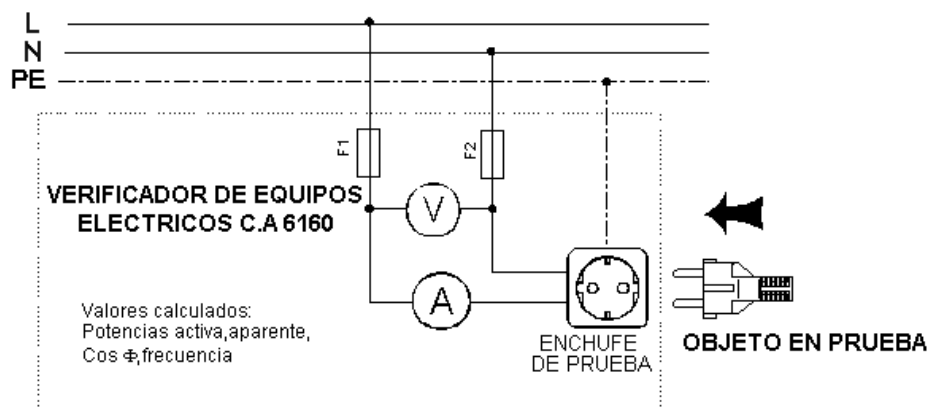 L
N
PE
F1
F2
VERIFICADOR DE EQUIPOS
ELECTRICOS C.A 6160
V
A
Valores calculados:
Potencias activa,aparente,
Cos Φ,frecuencia
ENCHUFE
DE PRUEBA
OBJETO EN PRUEBA